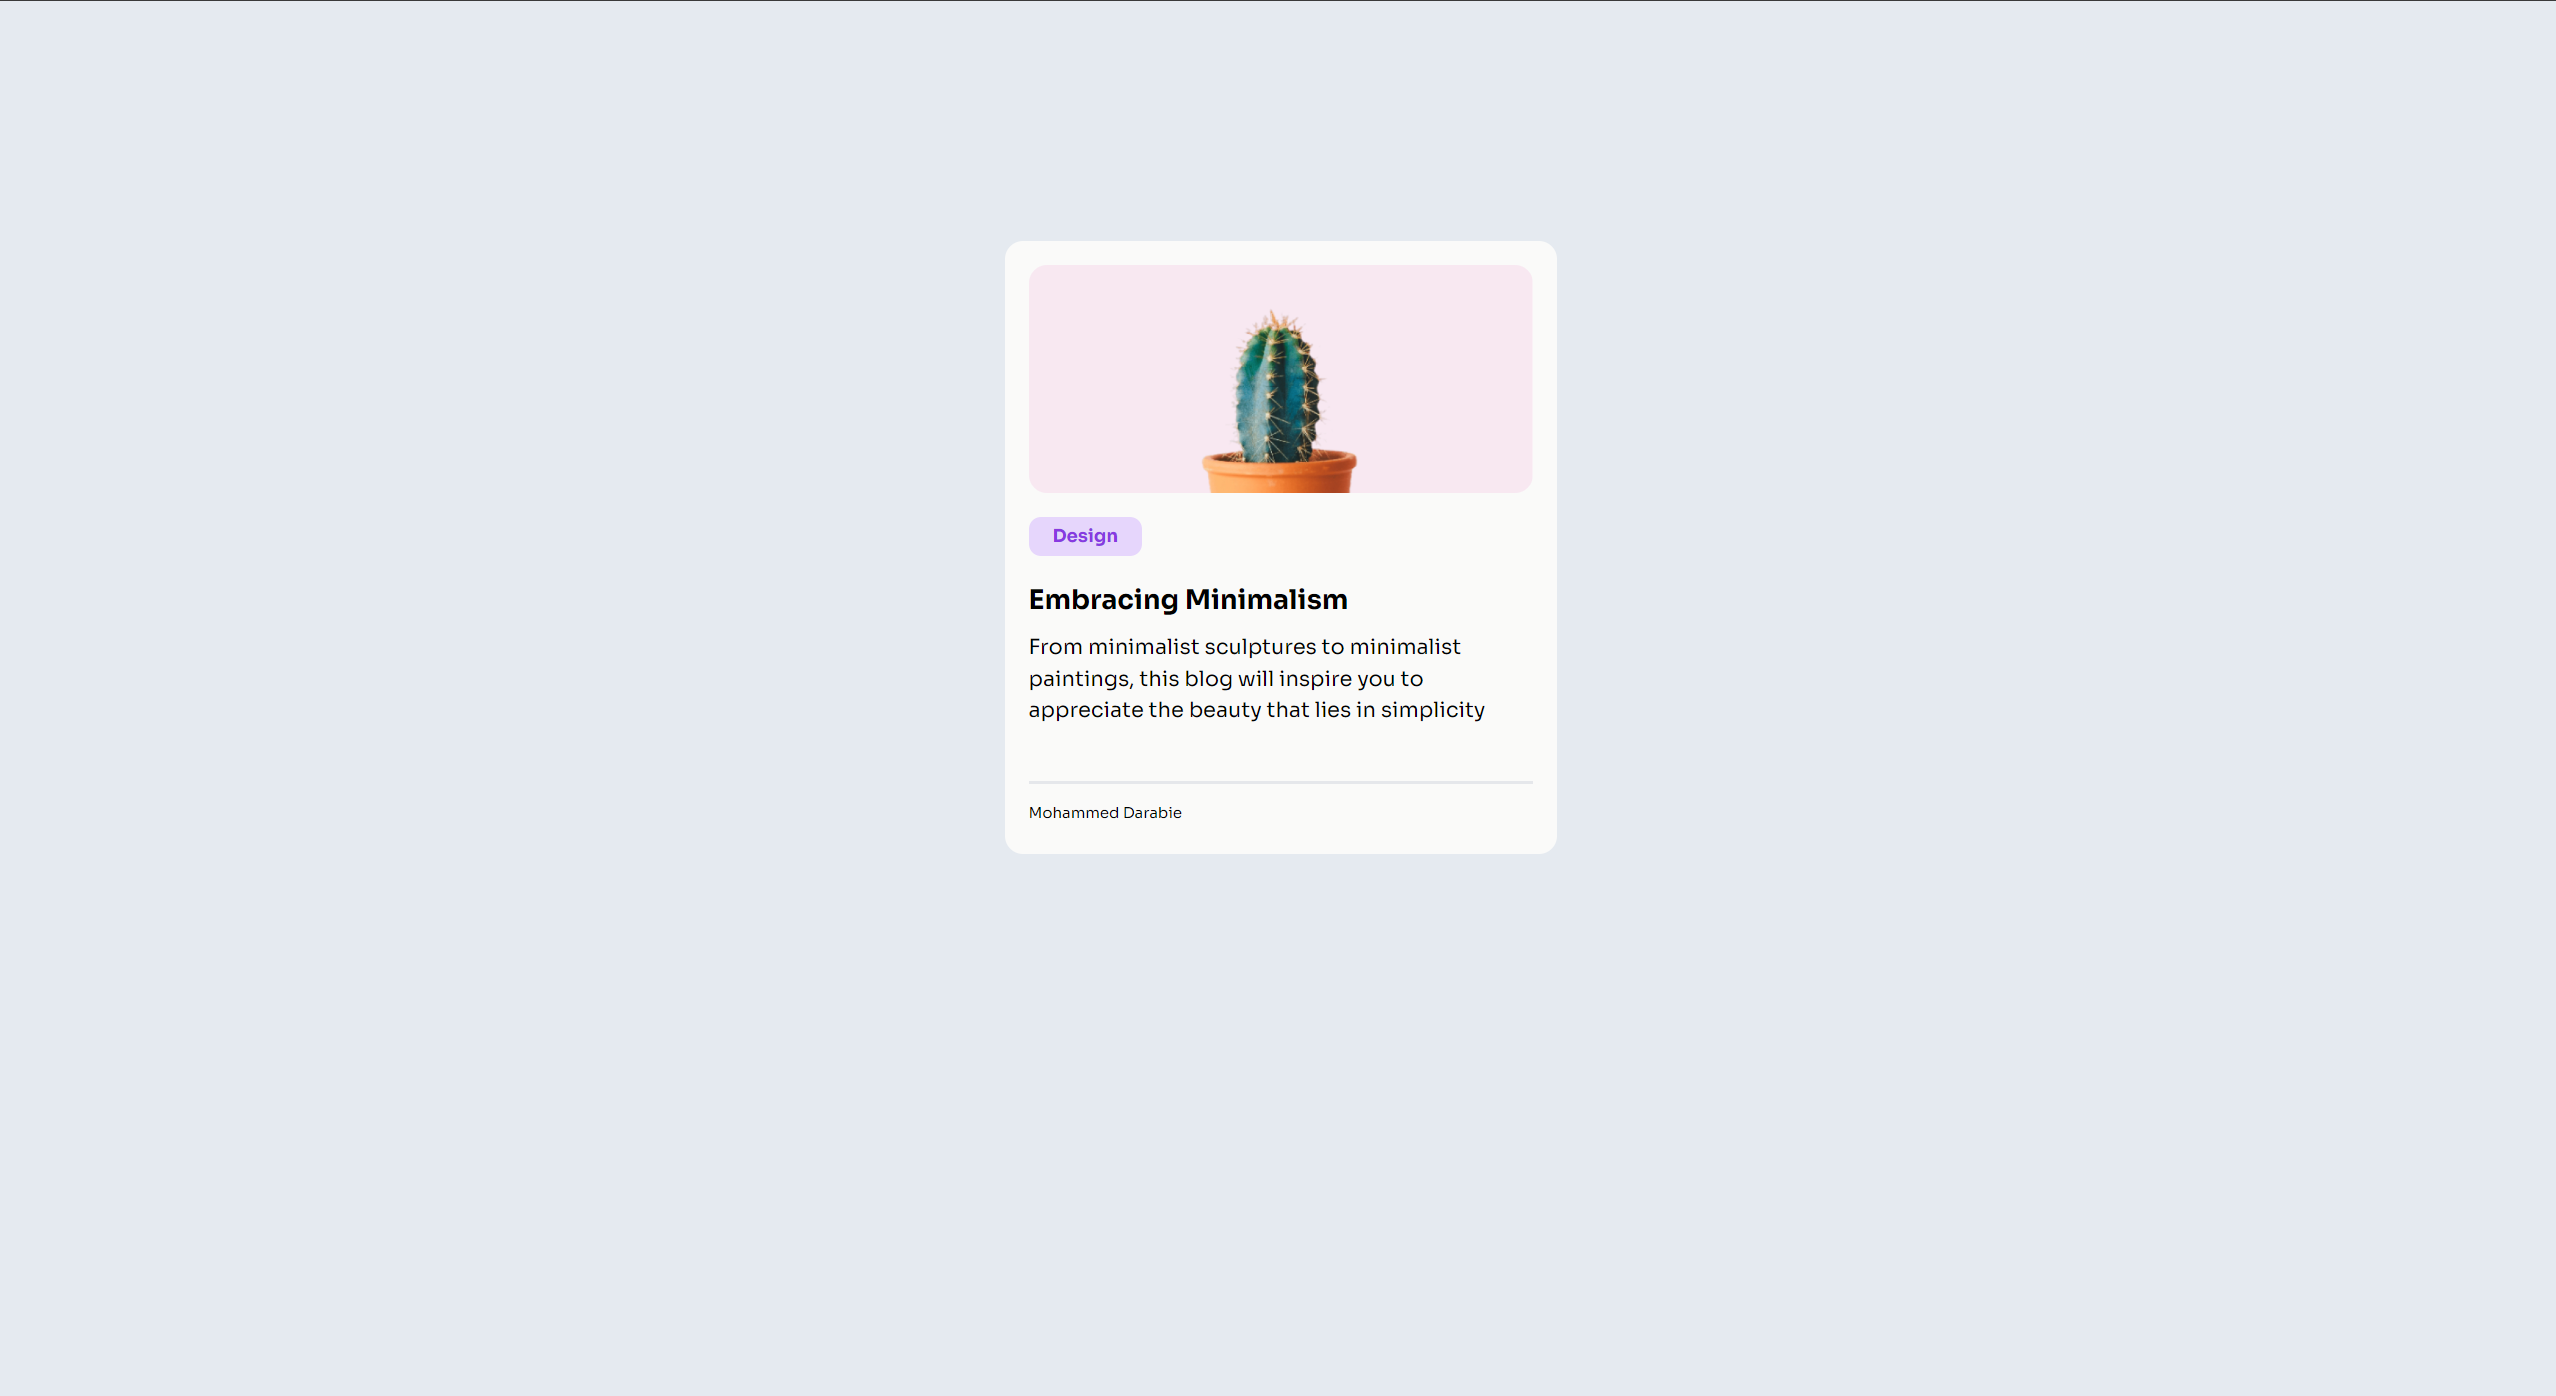 Design
Embracing Minimalism
From minimalist sculptures to minimalist
paintings, this blog will inspire you to
appreciate the beauty that lies in simplicity
Mohammed Darabie